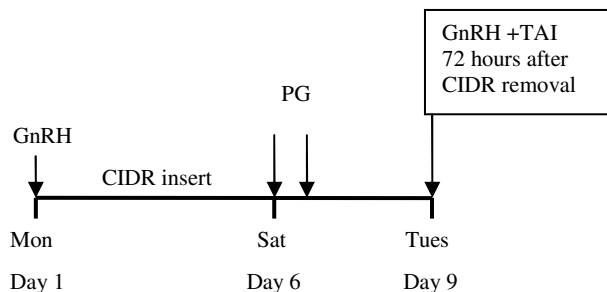 GnRH +TAI
72 hours after
CIDR removal
PG
GnRH
CIDR insert
Mon Sat Tues
Day 1 Day 6 Day 9